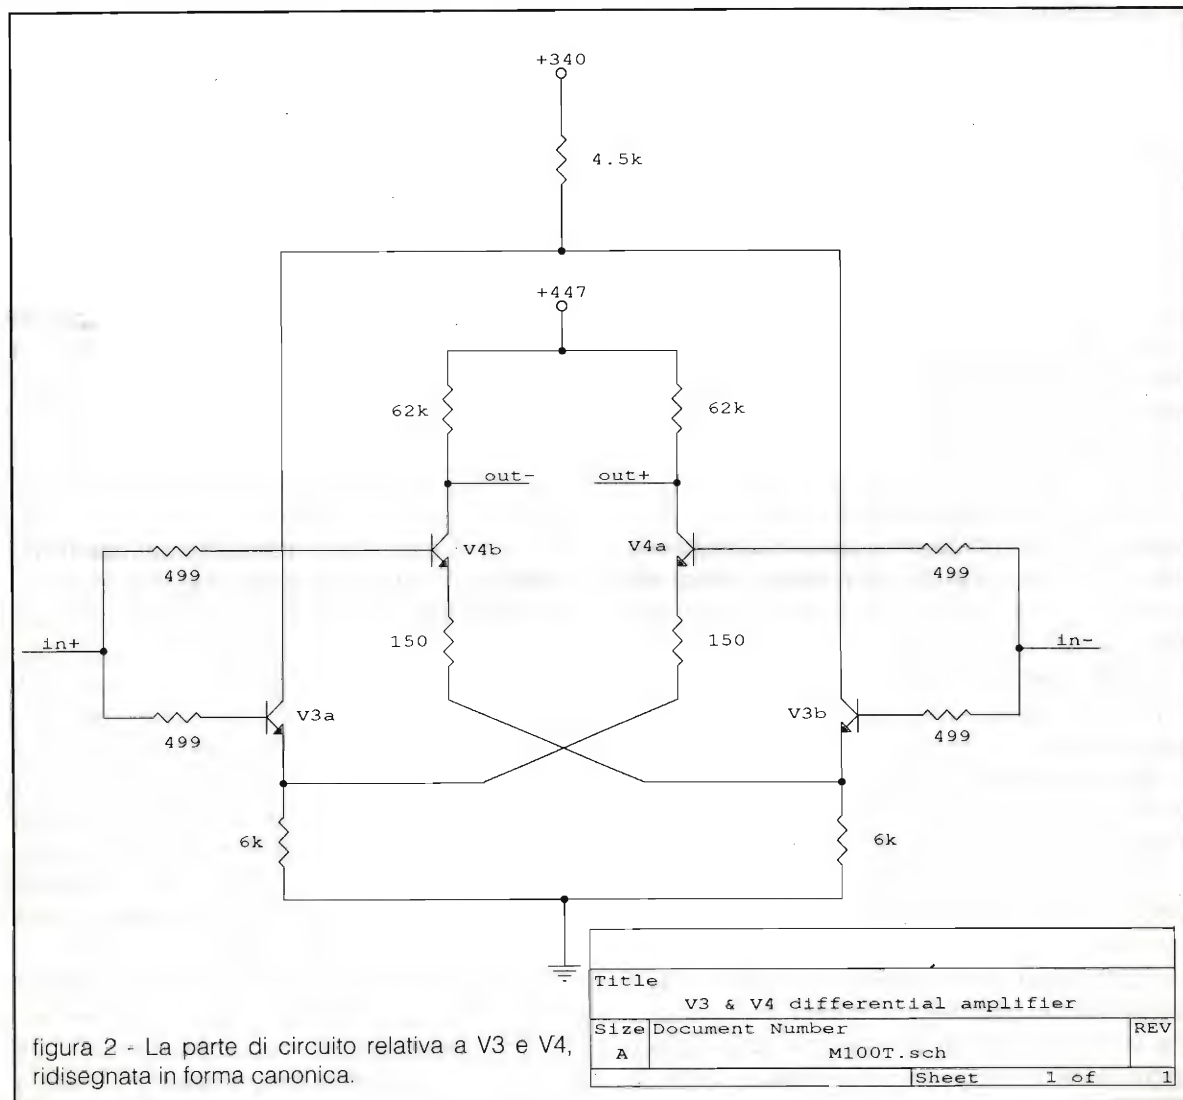 +340
4.5k
+447
62k
62k
out-
out+
V4b
V4a
499
499
150
150
in+
in-
V3a
V3b
499
499
6k
6k
Title
V3 & V4 differential amplifier
Size
Document Number
REV
A
M100T.sch
Sheet 1 of 1
figura 2 - La parte di circuito relativa a V3 e V4,
ridisegnata in forma canonica.